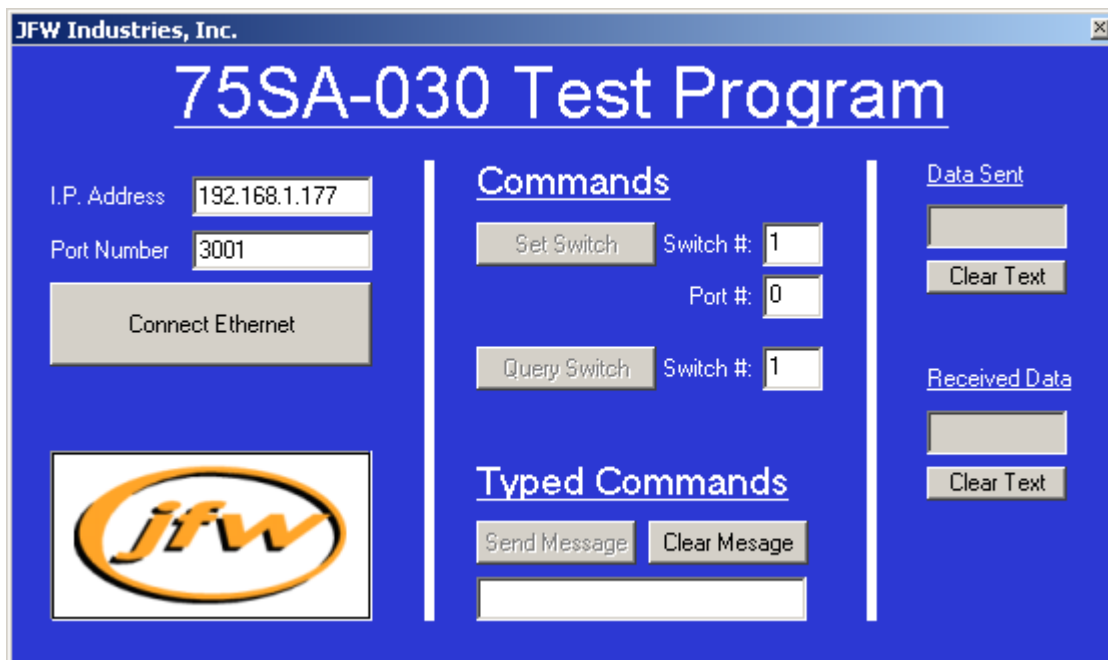 JFW Industries, Inc.
75SA-030 Test Program
I.P. Address 192.168.1.177
Port Number 3001
Connect Ethernet
jfw
Commands
Set Switch Switch #: 1
Port #: 0
Query Switch Switch #: 1
Typed Commands
Send Message Clear Mesage
Data Sent
Clear Text
Received Data
Clear Text